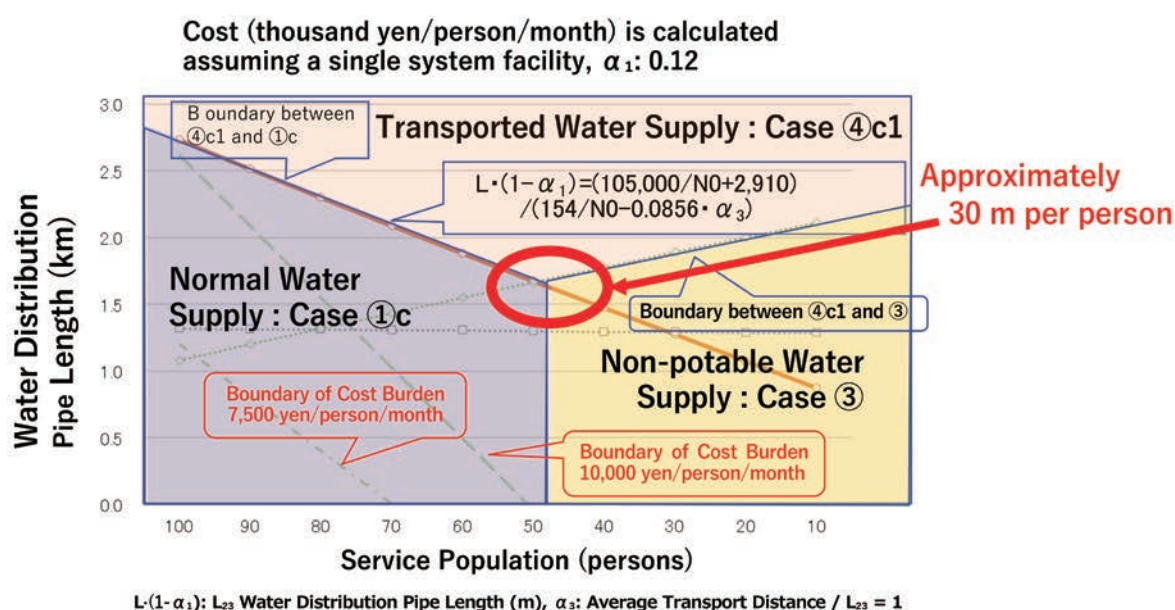 Cost (thousand yen/person/month) is calculated
assuming a single system facility, α₁: 0.12
B oundary between
④c1 and ①c
Transported Water Supply : Case ④c1
L･(1-α₁)=(105,000/N0+2,910)
/(154/N0-0.0856･α₃)
Approximately
30 m per person
Normal Water
Supply : Case ①c
Boundary between ④c1 and ③
Non-potable Water
Supply : Case ③
Boundary of Cost Burden
7,500 yen/person/month
Boundary of Cost Burden
10,000 yen/person/month
Water Distribution
Pipe Length (km)
3.0
2.5
2.0
1.5
1.0
0.5
0.0
100 90 80 70 60 50 40 30 20 10
Service Population (persons)
L･(1-α₁): L₂₃ Water Distribution Pipe Length (m), α₃: Average Transport Distance / L₂₃ = 1